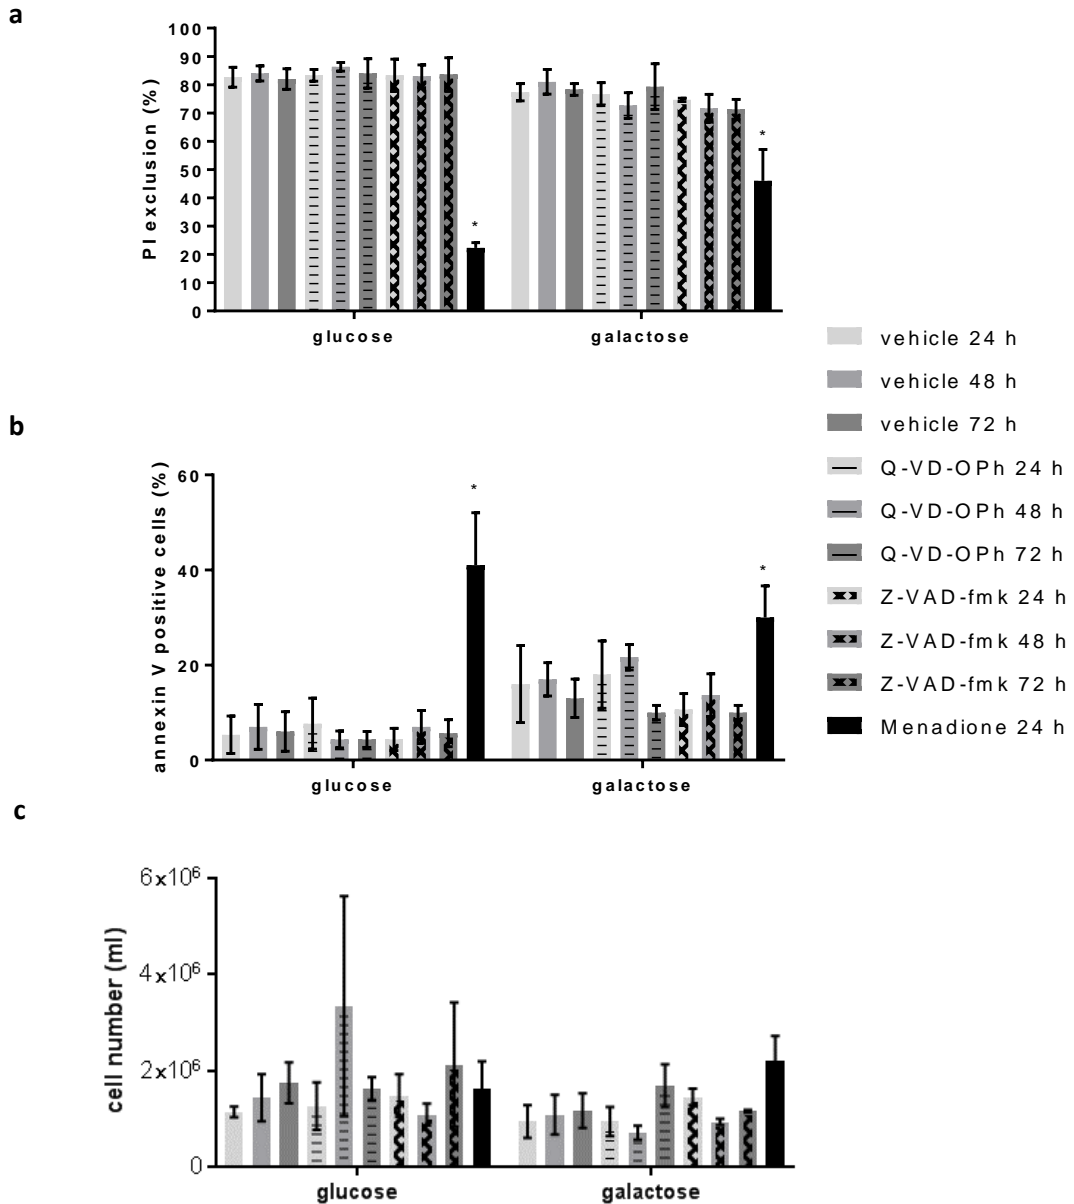 a
100
90
80
70
60
50
40
30
20
10
0
PI exclusion (%)
*
*
glucose galactose
vehicle 24 h
vehicle 48 h
vehicle 72 h
Q-VD-OPh 24 h
Q-VD-OPh 48 h
Q-VD-OPh 72 h
Z-VAD-fmk 24 h
Z-VAD-fmk 48 h
Z-VAD-fmk 72 h
Menadione 24 h
b
60
40
20
0
annexin V positive cells (%)
*
*
glucose galactose
c
6x10⁶
4x10⁶
2x10⁶
0
cell number (ml)
glucose galactose